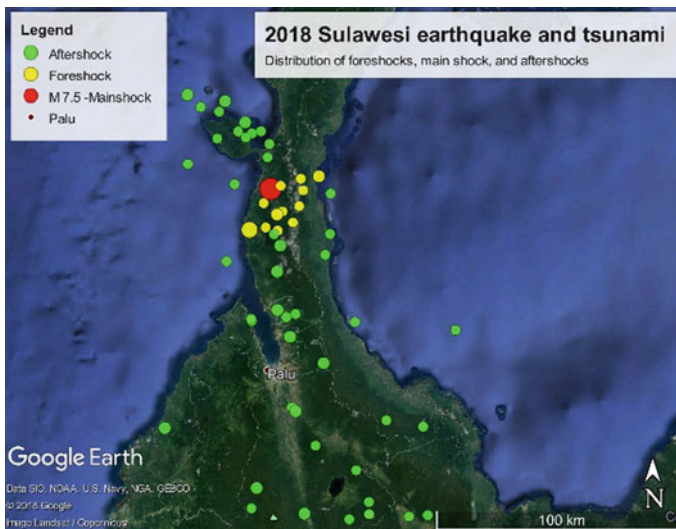 Legend
Aftershock
Foreshock
M 7.5 -Mainshock
Palu
2018 Sulawesi earthquake and tsunami
Distribution of foreshocks, main shock, and aftershocks
Palu
Google Earth
Data SIO, NOAA, U.S. Navy, NGA, GEBCO
© 2018 Google
Image Landsat / Copernicus
N
100 km